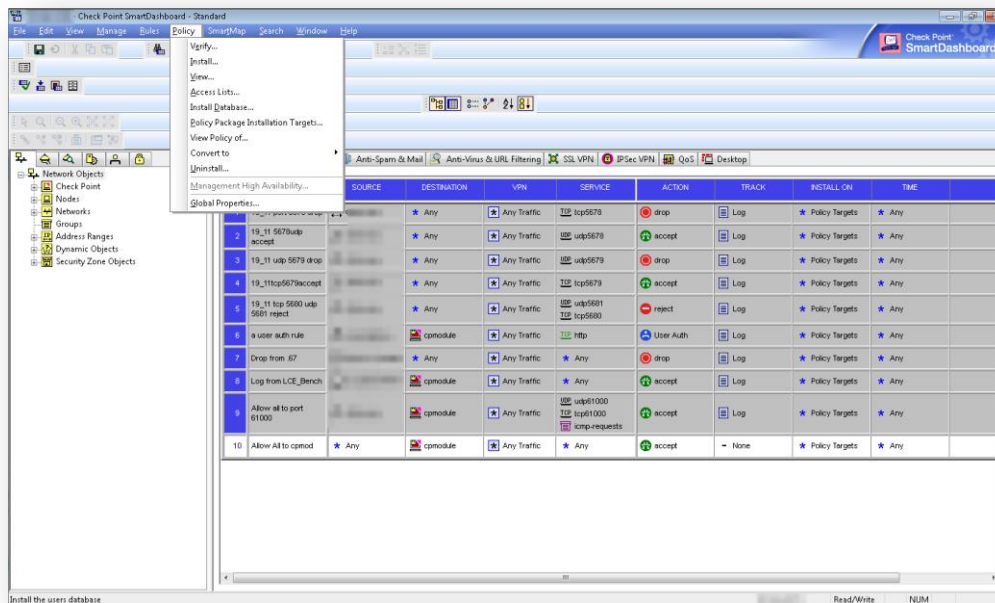 - Check Point SmartDashboard - Standard
File Edit View Manage Rules Policy SmartMap Search Window Help
Check Point
SmartDashboard
Verify...
Install...
View...
Access Lists...
Install Database...
Policy Package Installation Targets...
View Policy of...
Convert to
Uninstall...
Management High Availability...
Global Properties...
Network Objects
Check Point
Nodes
Networks
Groups
Address Ranges
Dynamic Objects
Security Zone Objects
Anti-Spam & Mail Anti-Virus & URL Filtering SSL VPN IPSec VPN QoS Desktop
SOURCE DESTINATION VPN SERVICE ACTION TRACK INSTALL ON TIME
Any Any Traffic TCP tcp5678 drop Log Policy Targets Any
2 19_11 5678udp accept Any Any Traffic UDP udp5678 accept Log Policy Targets Any
3 19_11 udp 5679 drop Any Any Traffic UDP udp5679 drop Log Policy Targets Any
4 19_11tcp5679accept Any Any Traffic TCP tcp5679 accept Log Policy Targets Any
5 19_11 tcp 5680 udp 5681 reject Any Any Traffic UDP udp5681 TCP tcp5680 reject Log Policy Targets Any
6 a user auth rule cpmodule Any Traffic TCP http User Auth Log Policy Targets Any
7 Drop from .67 Any Any Traffic Any drop Log Policy Targets Any
8 Log from LCE_Bench cpmodule Any Traffic Any accept Log Policy Targets Any
9 Allow all to port 61000 cpmodule Any Traffic UDP udp61000 TCP tcp61000 icmp-requests accept Log Policy Targets Any
10 Allow All to cpmod Any cpmodule Any Traffic Any accept - None Policy Targets Any
Install the users database Read/Write NUM